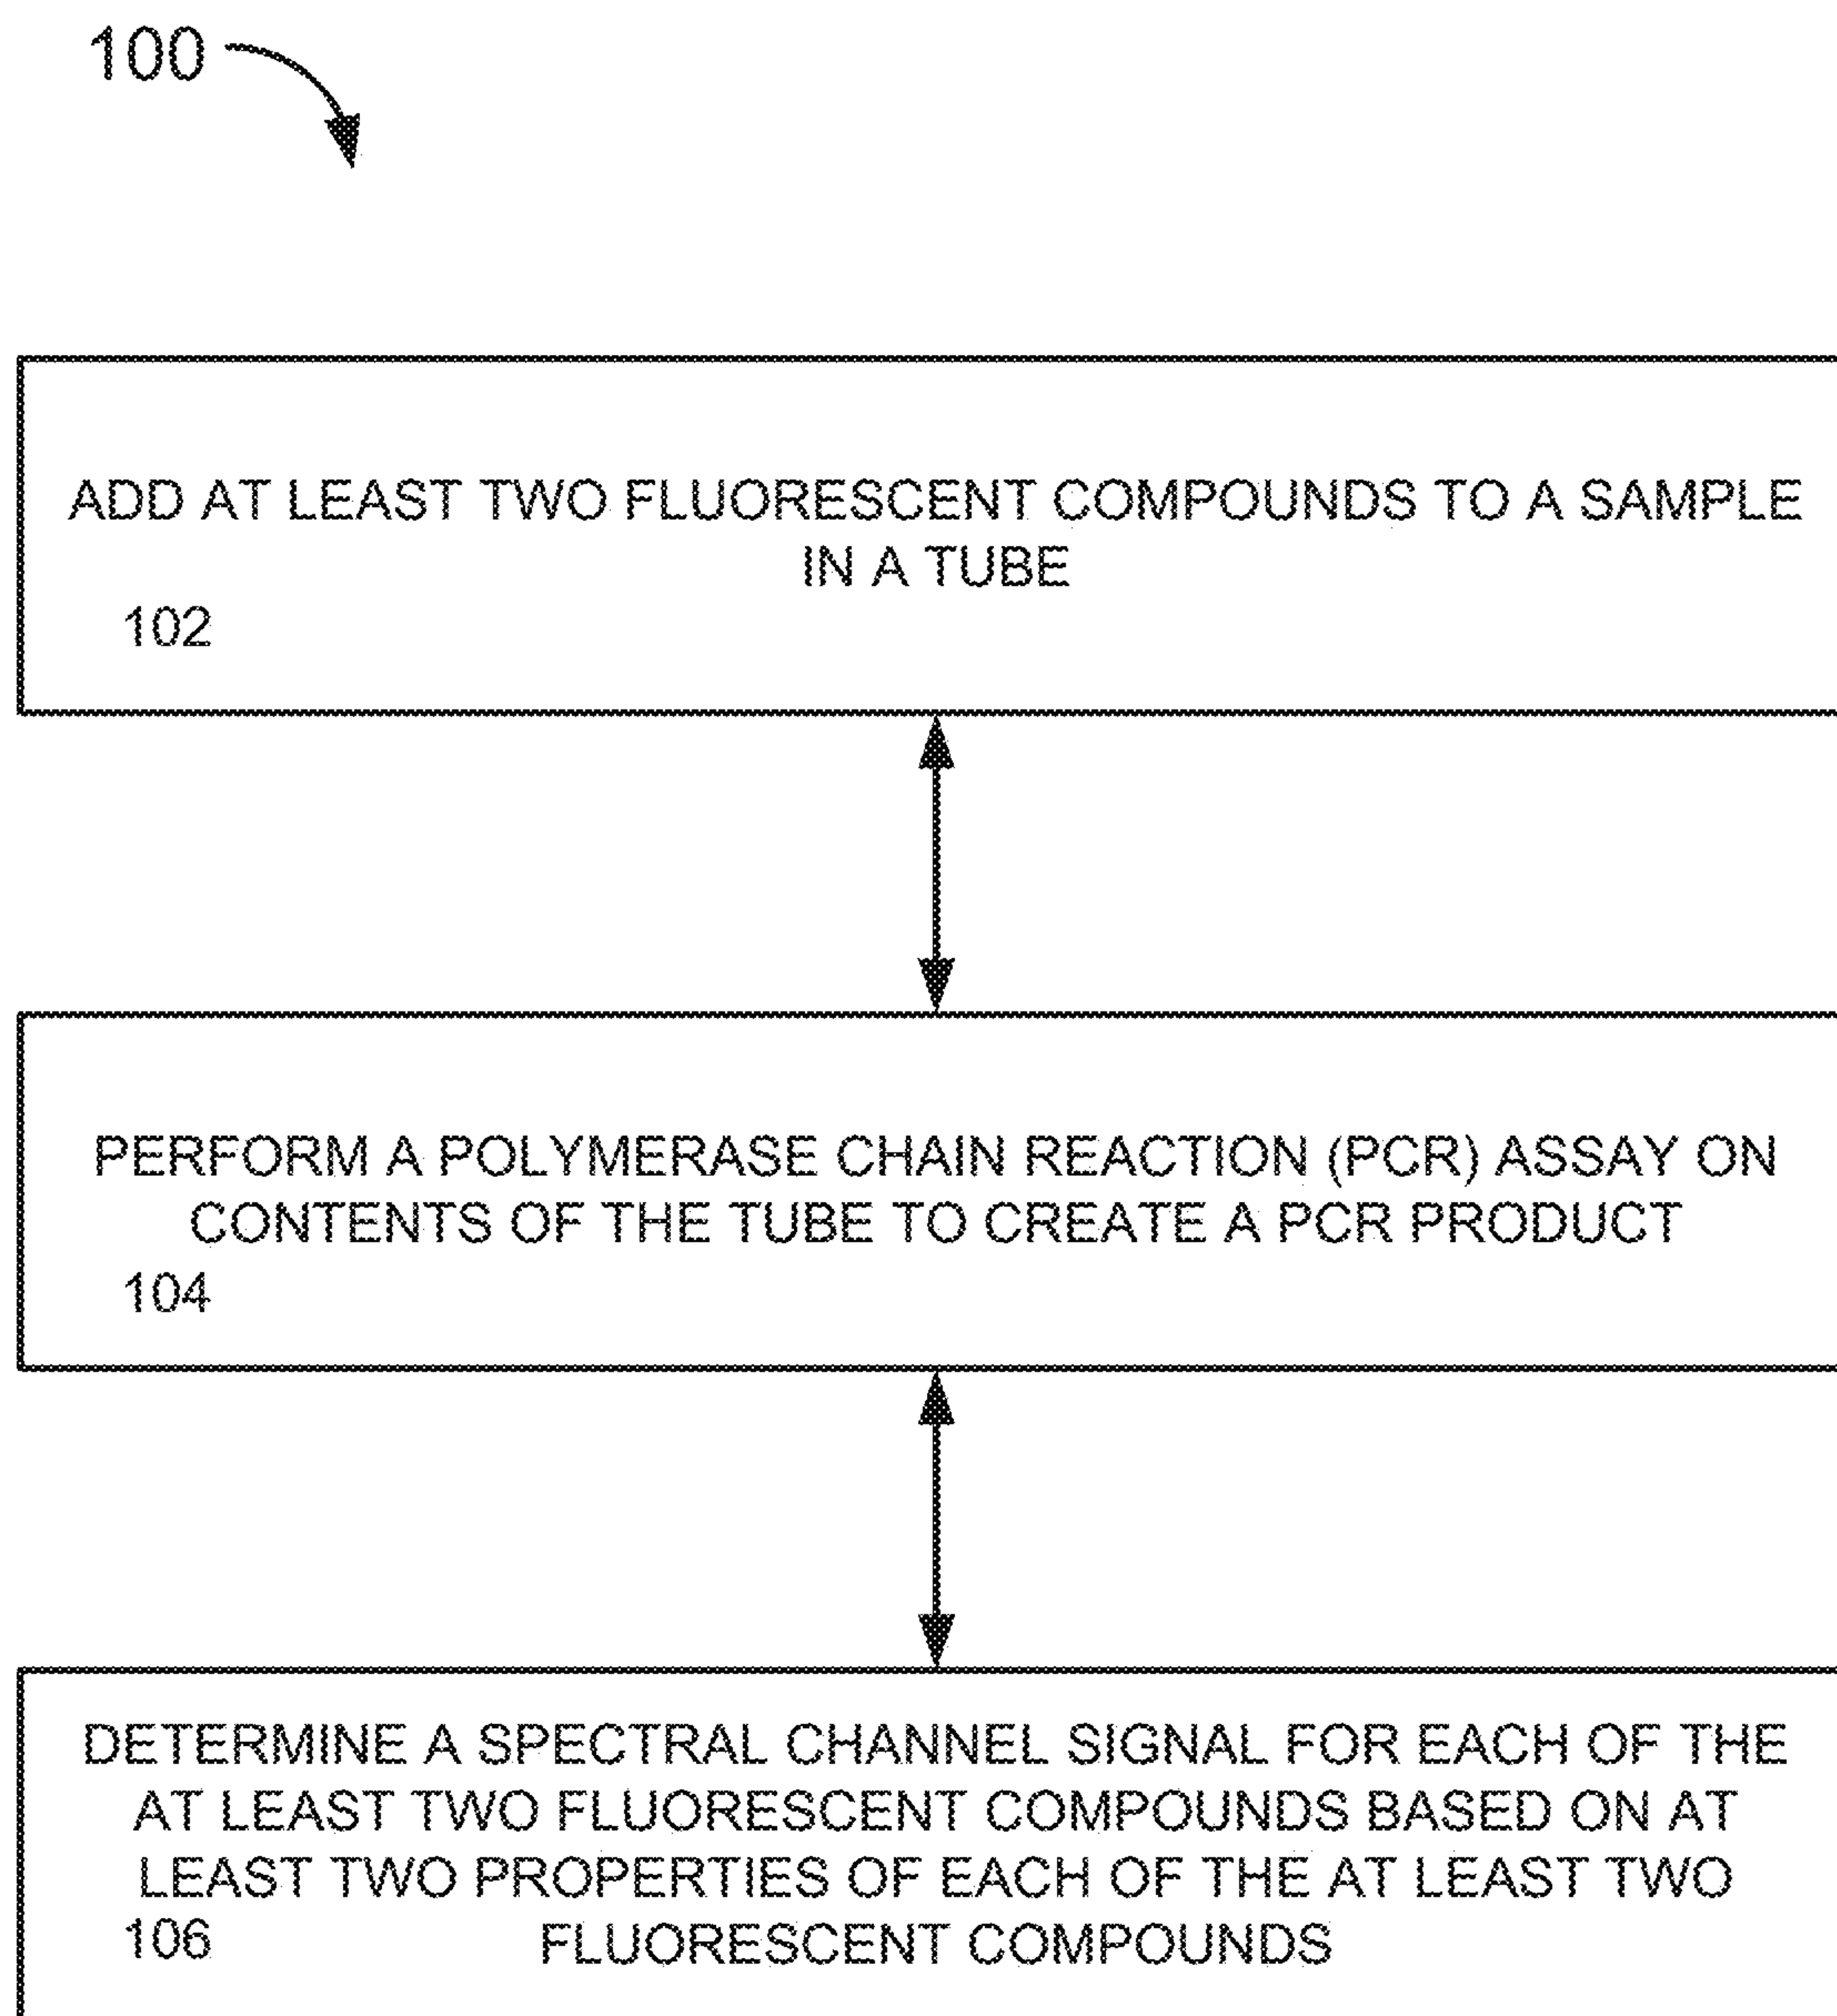 100
ADD AT LEAST TWO FLUORESCENT COMPOUNDS TO A SAMPLE
IN A TUBE
102
PERFORM A POLYMERASE CHAIN REACTION (PCR) ASSAY ON
CONTENTS OF THE TUBE TO CREATE A PCR PRODUCT
104
DETERMINE A SPECTRAL CHANNEL SIGNAL FOR EACH OF THE
AT LEAST TWO FLUORESCENT COMPOUNDS BASED ON AT
LEAST TWO PROPERTIES OF EACH OF THE AT LEAST TWO
106 FLUORESCENT COMPOUNDS